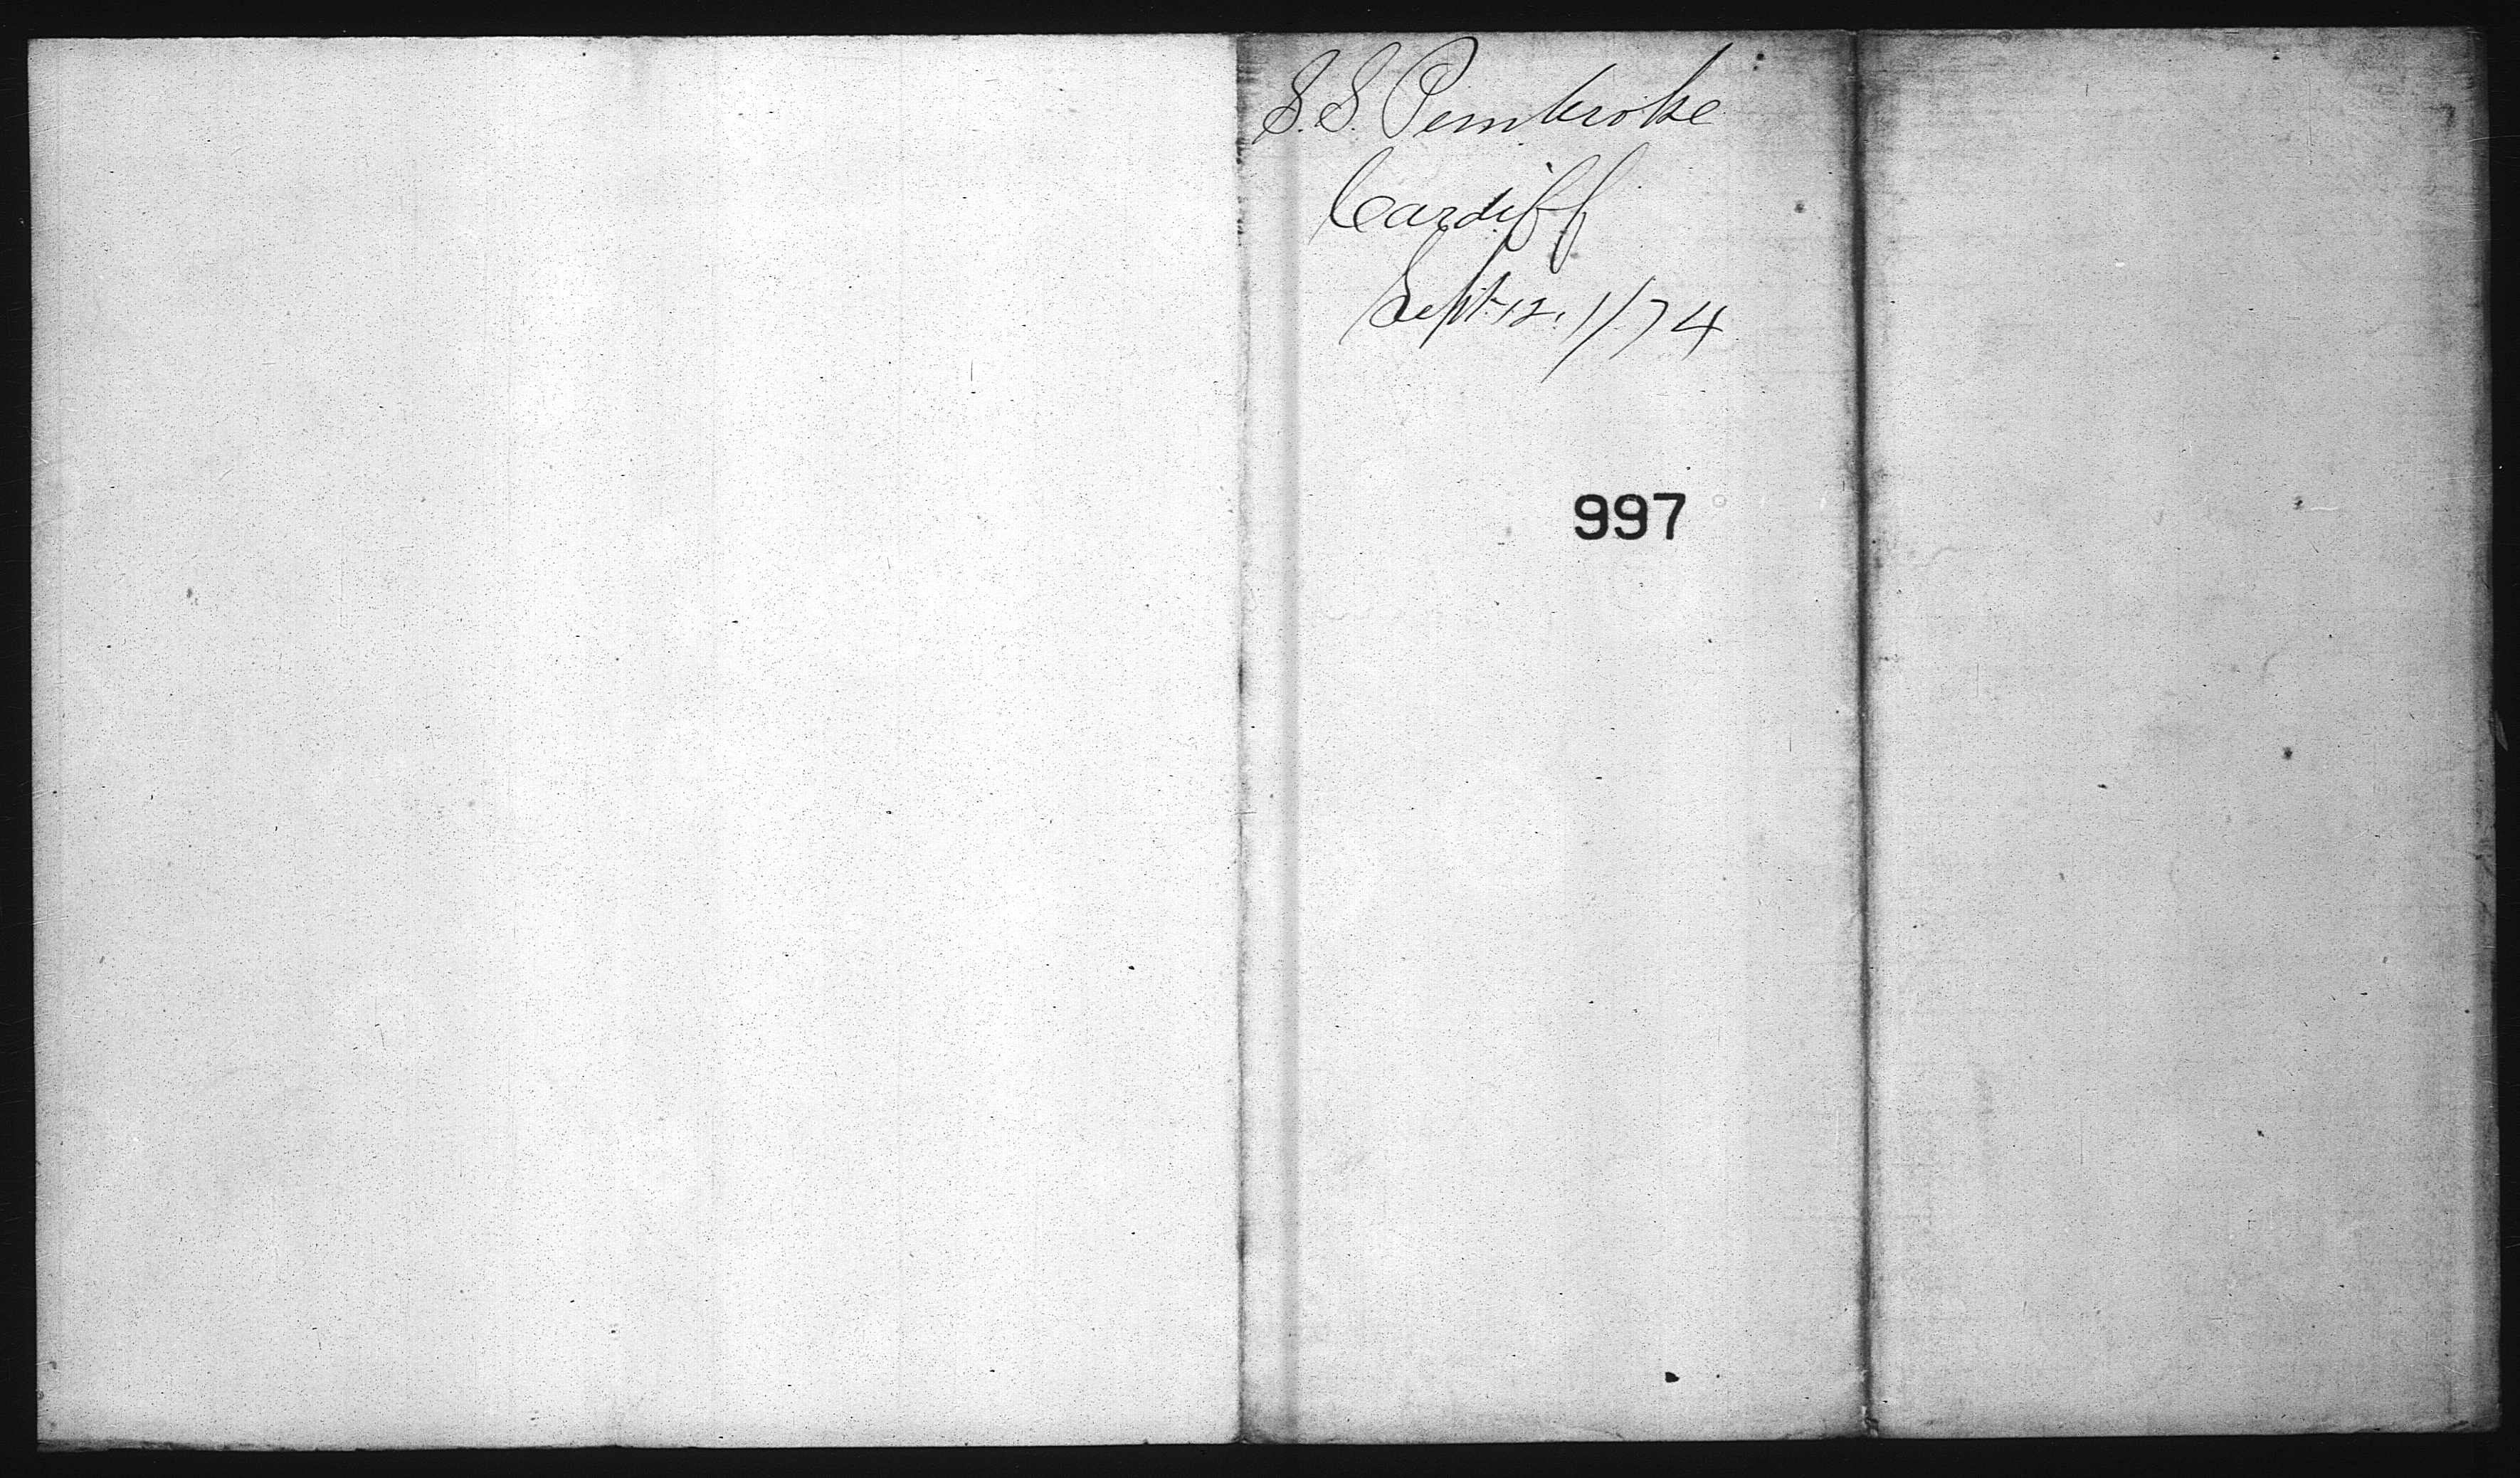 S.S. Pembroke
Cardiff
Sept 12. 1/74
997